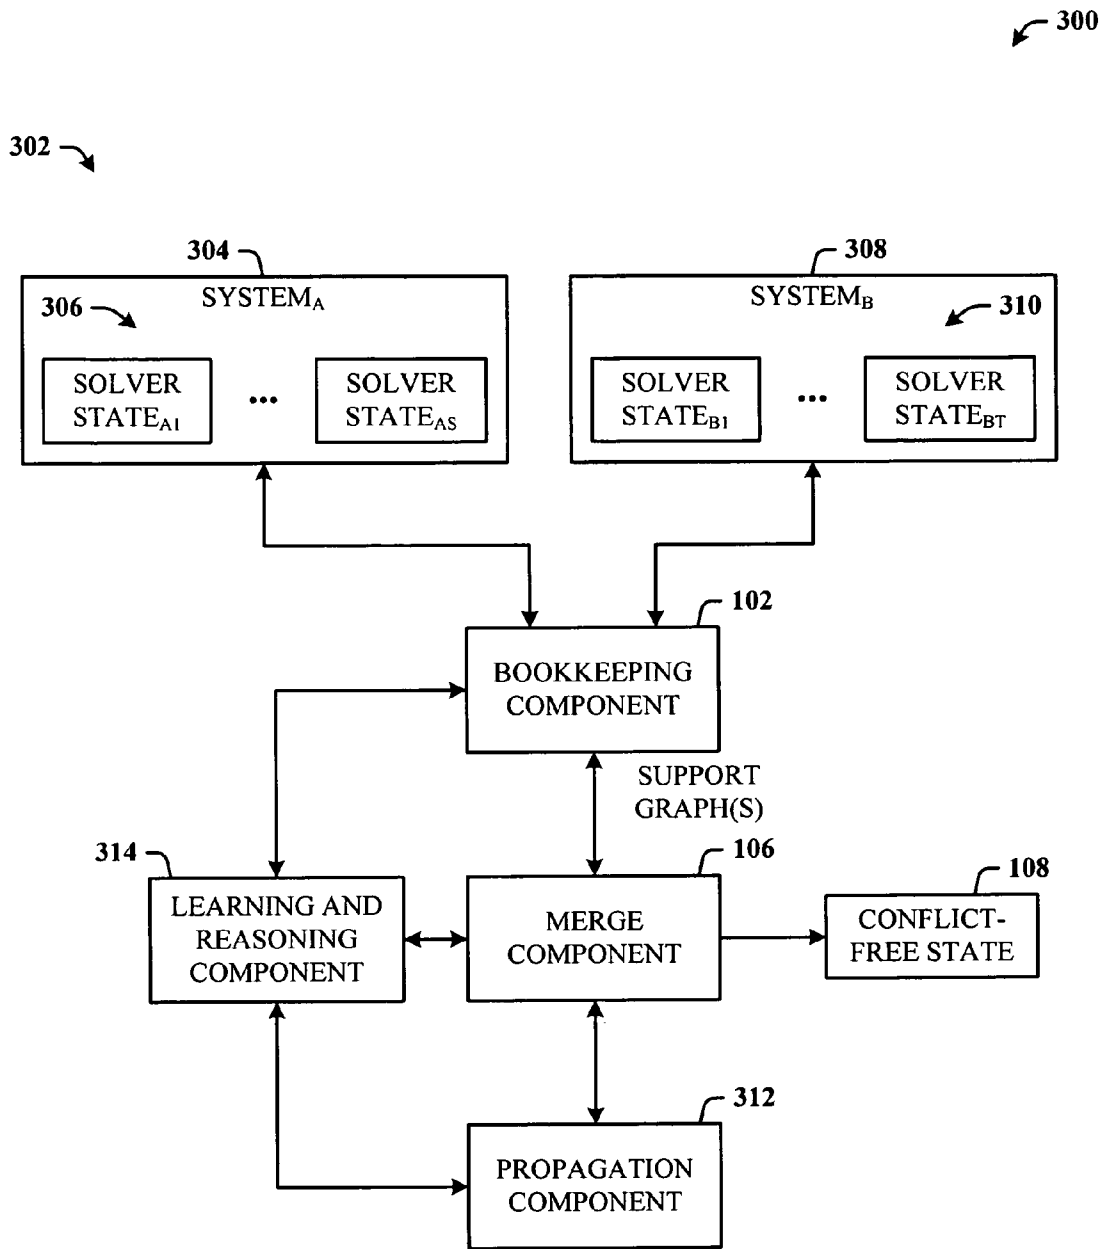 300
302
304
308
SYSTEMA
SYSTEMB
306
310
SOLVER
STATEA1
...
SOLVER
STATEAS
SOLVER
STATEB1
...
SOLVER
STATEBT
102
BOOKKEEPING
COMPONENT
SUPPORT
GRAPH(S)
314
106
108
LEARNING AND
REASONING
COMPONENT
MERGE
COMPONENT
CONFLICT-
FREE STATE
312
PROPAGATION
COMPONENT